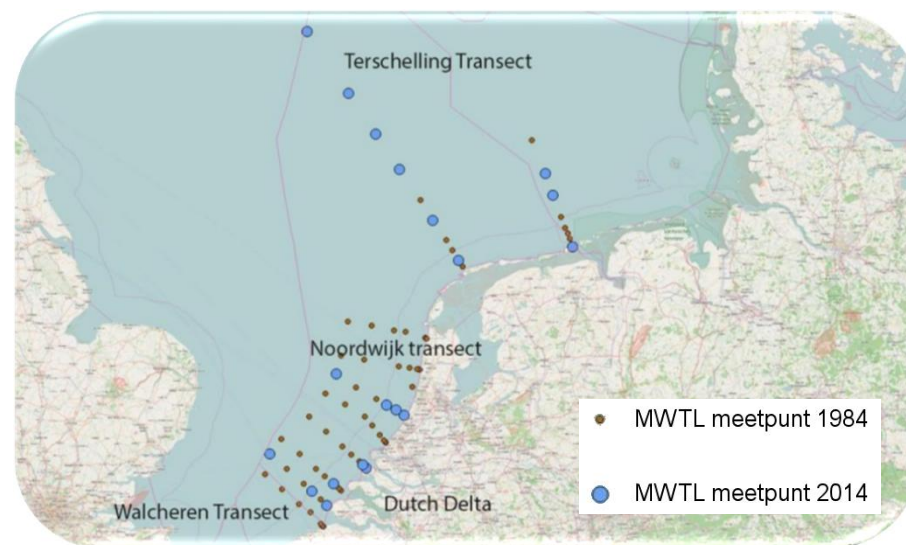 Terschelling Transect
Noordwijk transect
MWTL meetpunt 1984
MWTL meetpunt 2014
Walcheren Transect
Dutch Delta